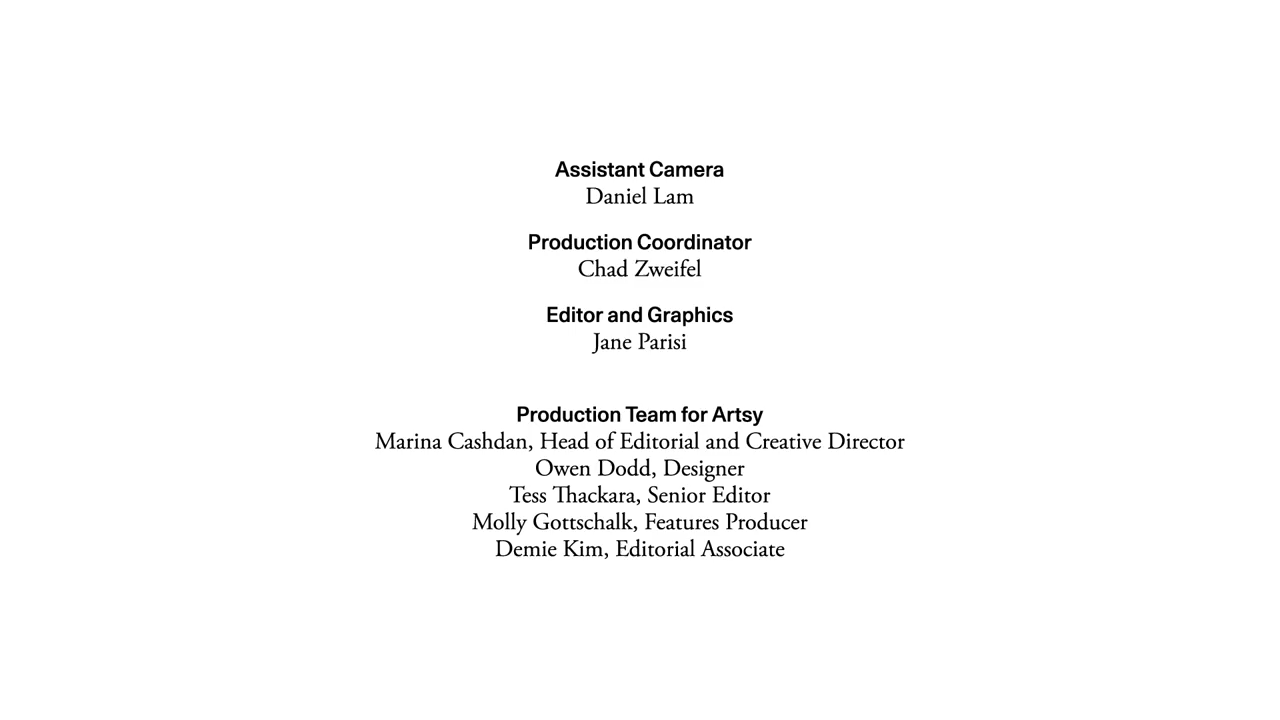 Assistant Camera
Daniel Lam
Production Coordinator
Chad Zweifel
Editor and Graphics
Jane Parisi
Production Team for Artsy
Marina Cashdan, Head of Editorial and Creative Director
Owen Dodd, Designer
Tess Thackara, Senior Editor
Molly Gottschalk, Features Producer
Demie Kim, Editorial Associate